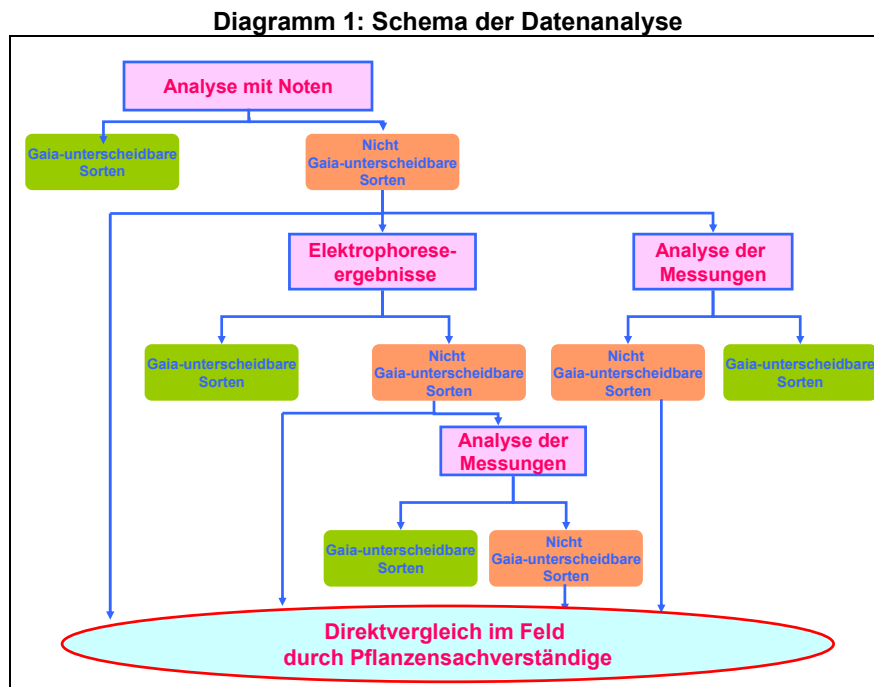 Diagramm 1: Schema der Datenanalyse
Analyse mit Noten
Gaia-unterscheidbare
Sorten
Nicht
Gaia-unterscheidbare
Sorten
Elektrophorese-
ergebnisse
Analyse der
Messungen
Gaia-unterscheidbare
Sorten
Nicht
Gaia-unterscheidbare
Sorten
Nicht
Gaia-unterscheidbare
Sorten
Gaia-unterscheidbare
Sorten
Analyse der
Messungen
Gaia-unterscheidbare
Sorten
Nicht
Gaia-unterscheidbare
Sorten
Direktvergleich im Feld
durch Pflanzensachverständige